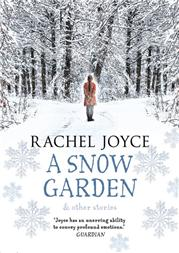 RACHEL JOYCE
A SNOW
GARDEN
& other stories
'Joyce has an unerring ability
to convey profound emotions.'
GUARDIAN